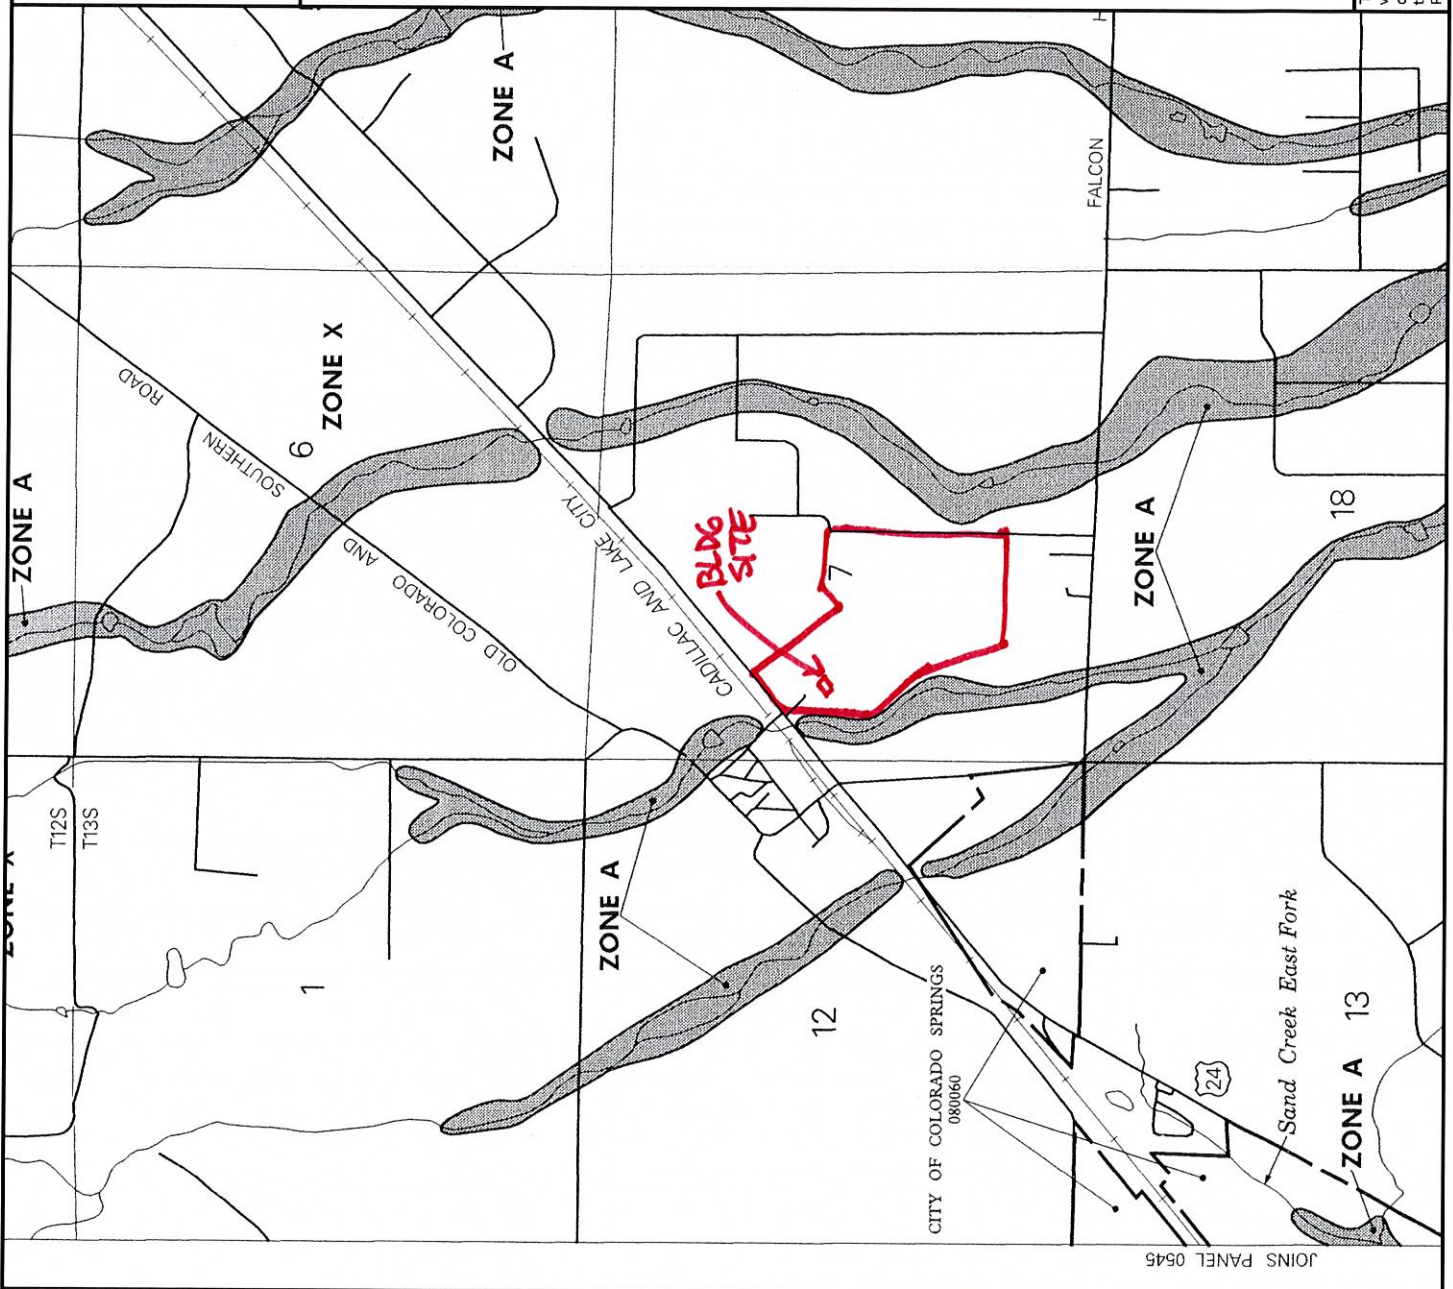 ZONE A
ZONE A
ROAD
SOUTHERN
AND
OLD COLORADO
6
ZONE X
CADILLAC AND LAKE CITY
FALCON
BLDG
SITE
7
ZONE A
18
T12S
T13S
1
ZONE A
12
CITY OF COLORADO SPRINGS
080060
24
Sand Creek East Fork
13
ZONE A
JOINS PANEL 0545